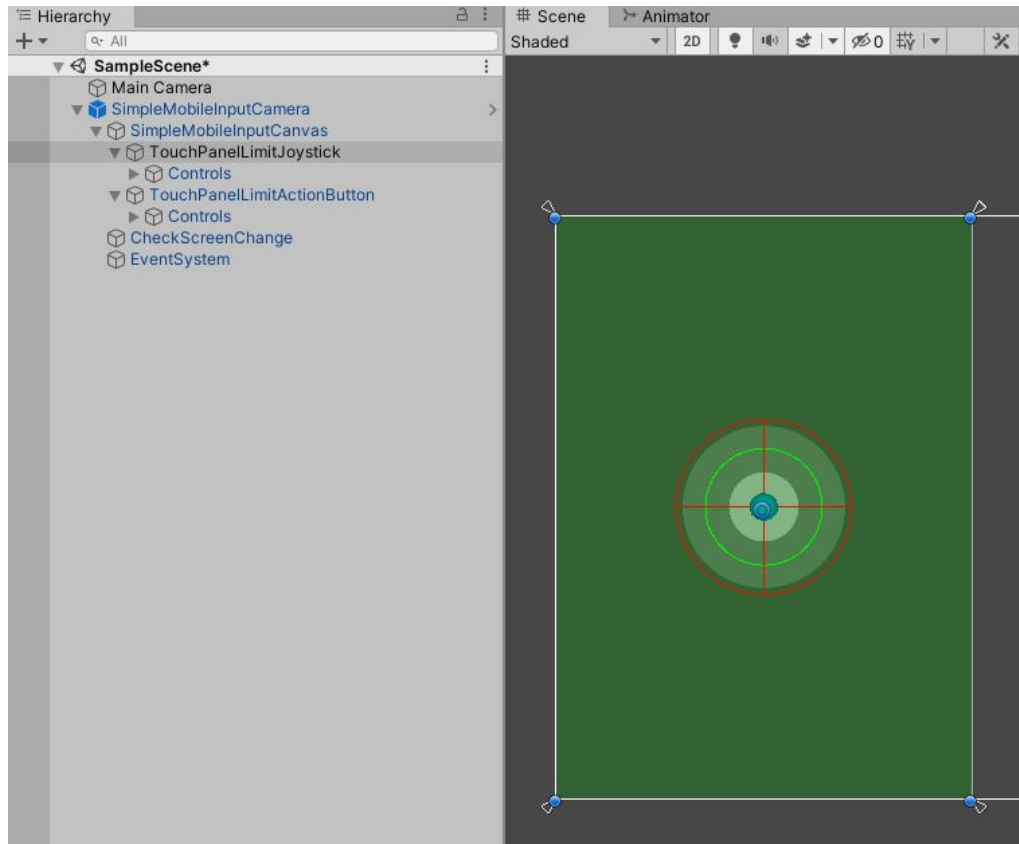 Hierarchy
All
SampleScene*
Main Camera
SimpleMobileInputCamera
SimpleMobileInputCanvas
TouchPanelLimitJoystick
Controls
TouchPanelLimitActionButton
Controls
CheckScreenChange
EventSystem
Scene Animator
Shaded 2D 0